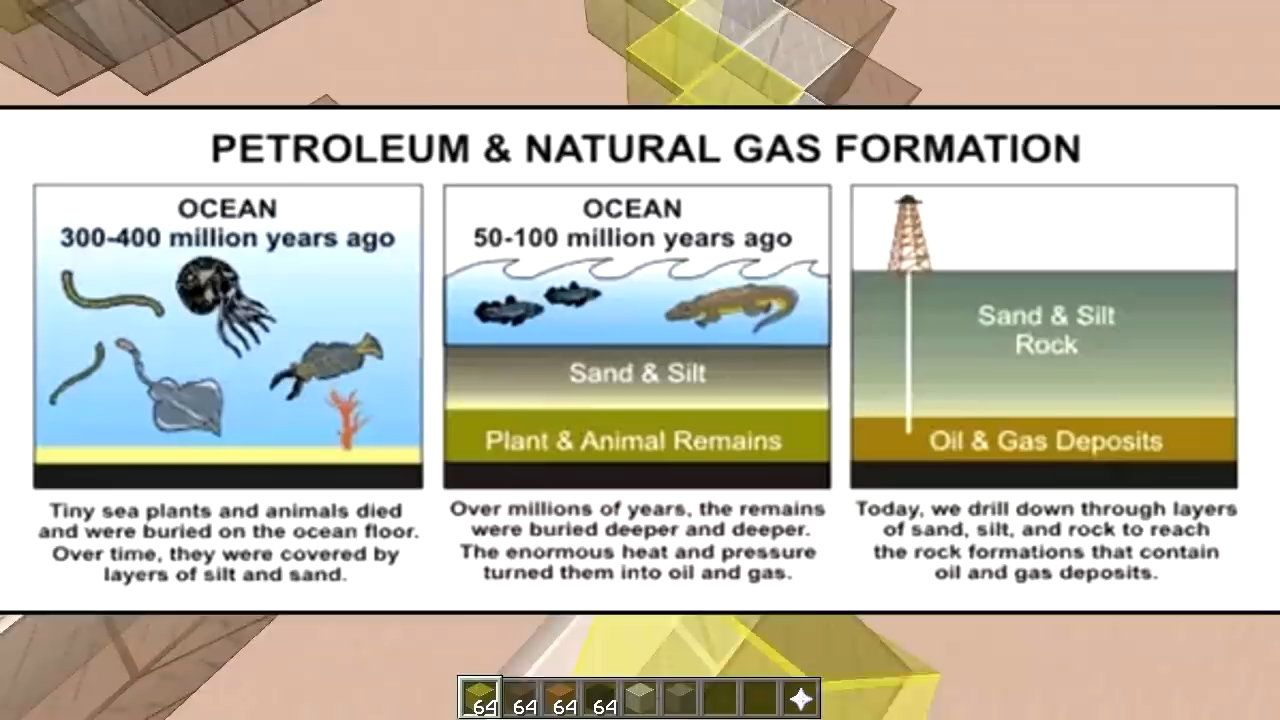 PETROLEUM & NATURAL GAS FORMATION
OCEAN
300-400 million years ago
Tiny sea plants and animals died
and were buried on the ocean floor.
Over time, they were covered by
layers of silt and sand.
OCEAN
50-100 million years ago
Sand & Silt
Plant & Animal Remains
Over millions of years, the remains
were buried deeper and deeper.
The enormous heat and pressure
turned them into oil and gas.
Sand & Silt
Rock
Oil & Gas Deposits
Today, we drill down through layers
of sand, silt, and rock to reach
the rock formations that contain
oil and gas deposits.
64 64 64 64